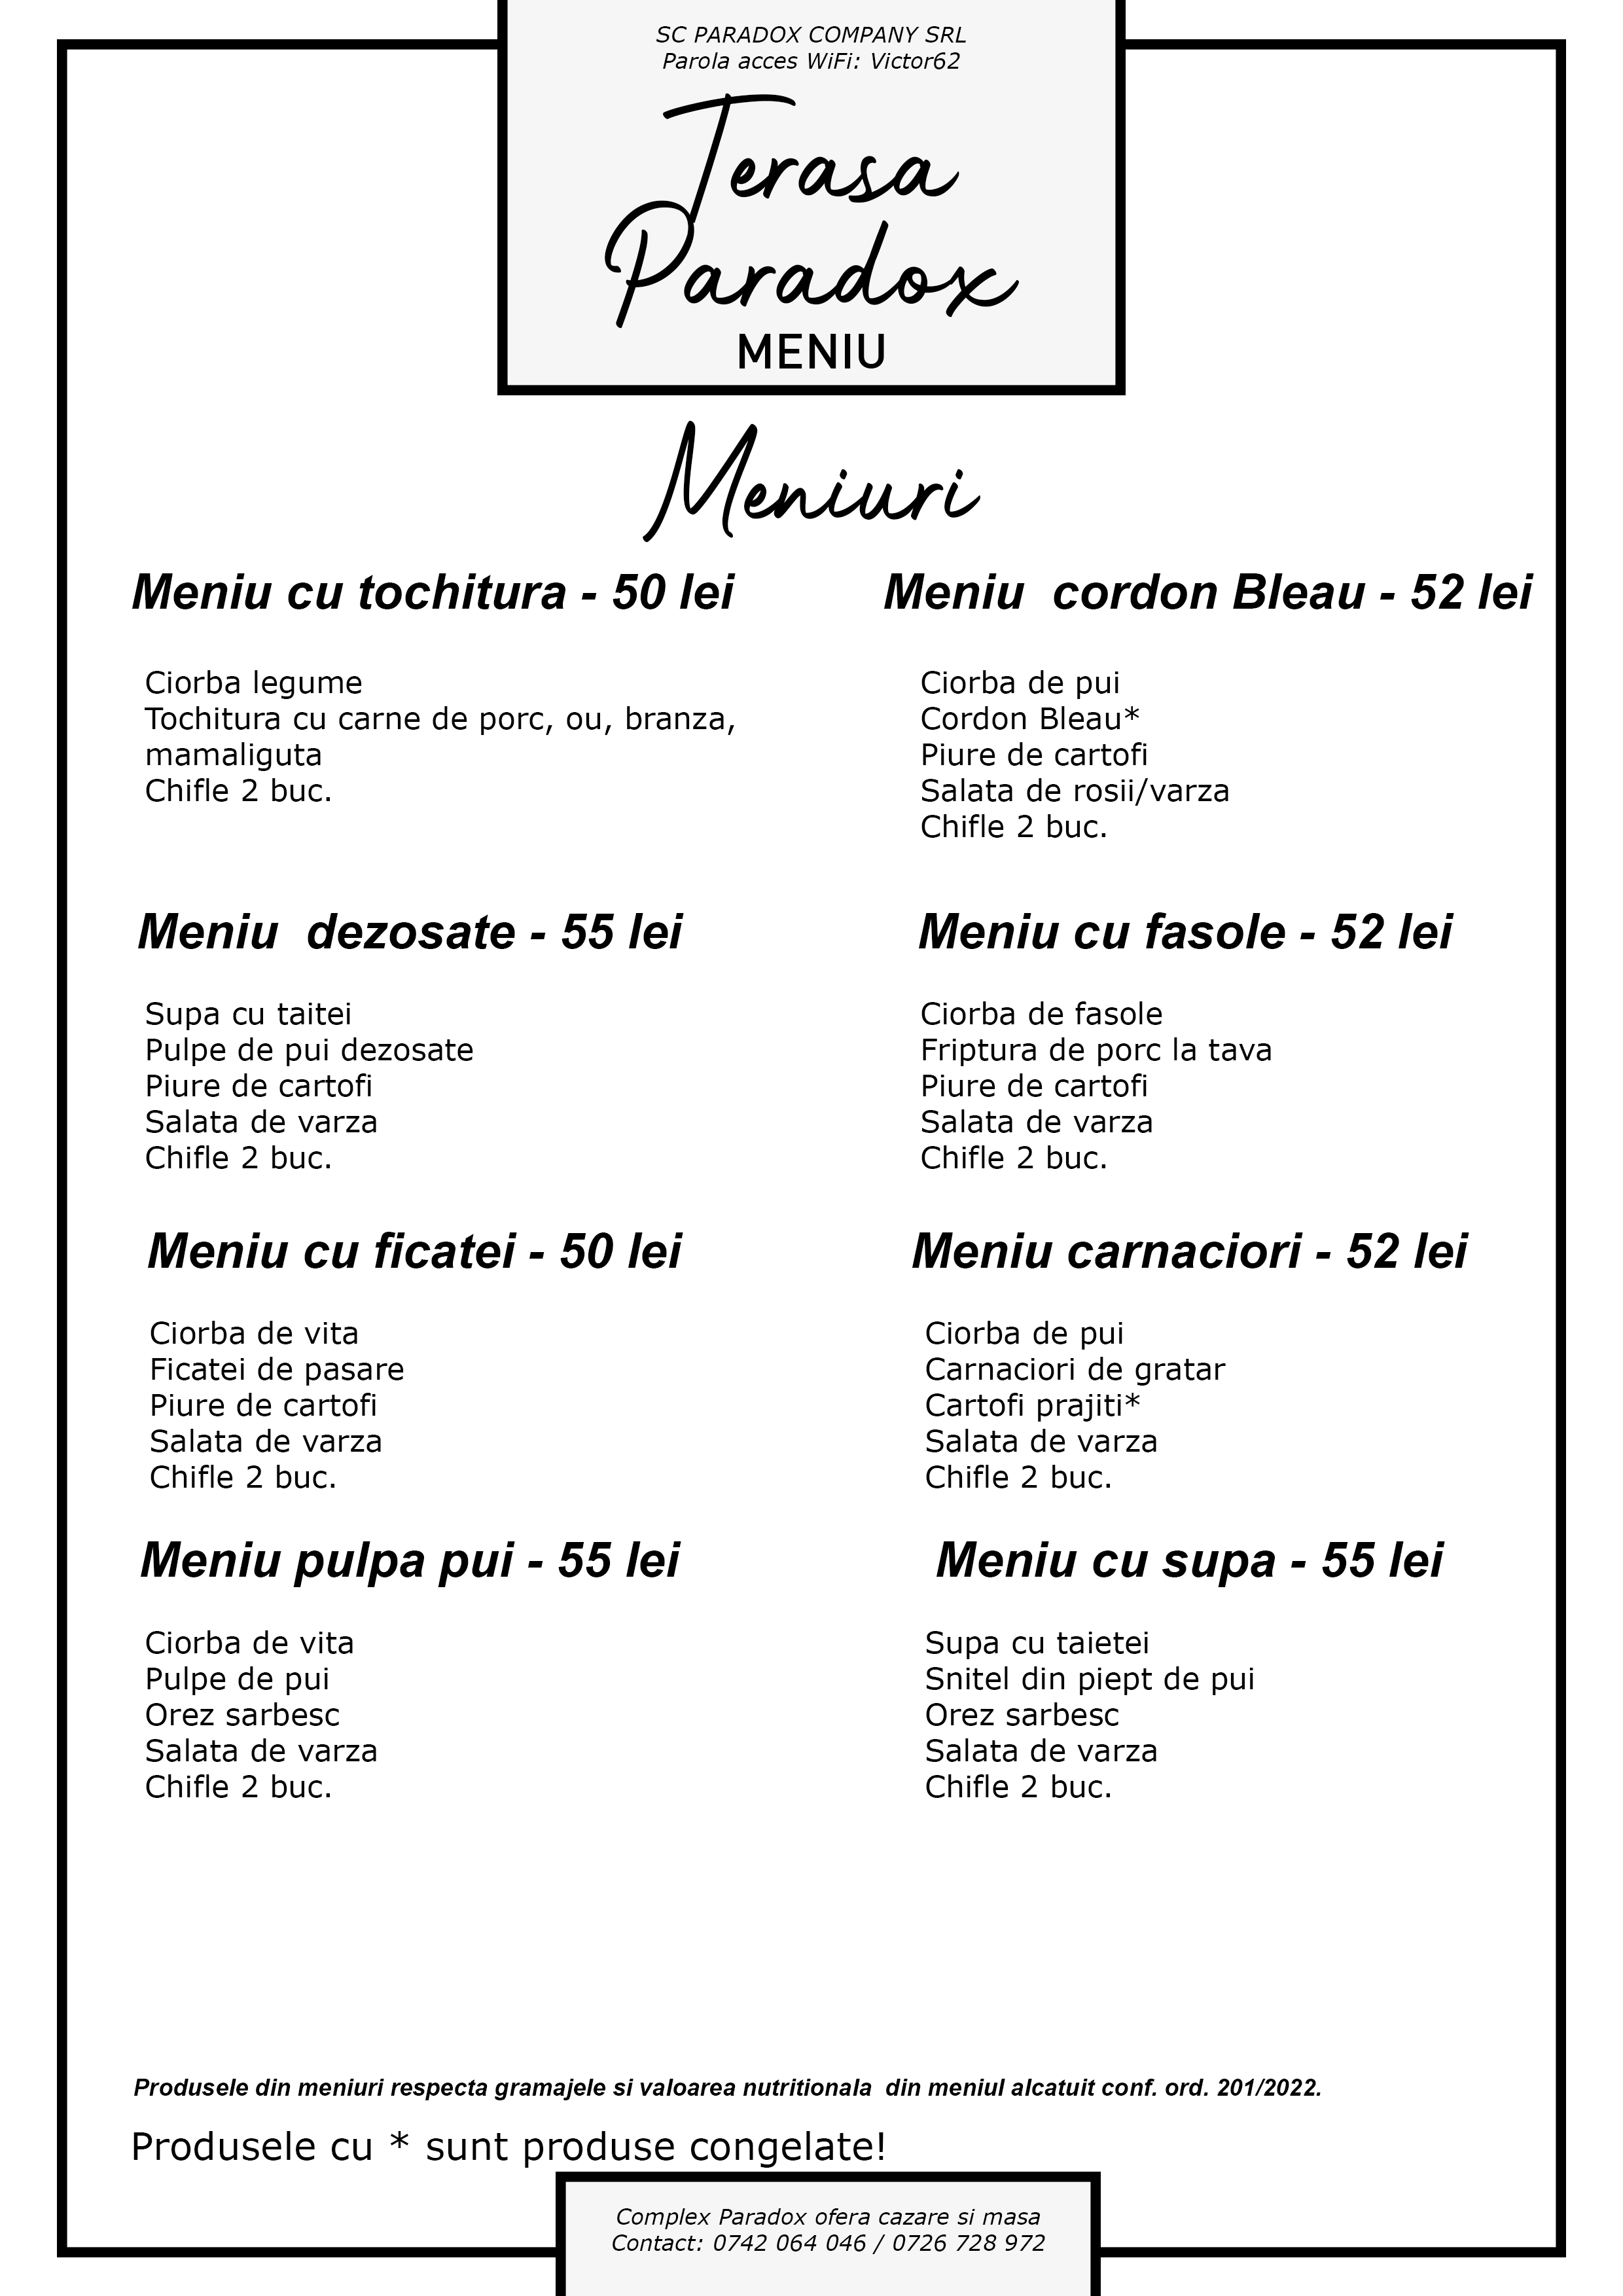 SC PARADOX COMPANY SRL
Parola acces WiFi: Victor62
Terasa
Paradox
MENIU
Meniuri
Meniu cu tochitura - 50 lei
Ciorba legume
Tochitura cu carne de porc, ou, branza,
mamaliguta
Chifle 2 buc.
Meniu  cordon Bleau - 52 lei
Ciorba de pui
Cordon Bleau*
Piure de cartofi
Salata de rosii/varza
Chifle 2 buc.
Meniu  dezosate - 55 lei
Supa cu taitei
Pulpe de pui dezosate
Piure de cartofi
Salata de varza
Chifle 2 buc.
Meniu cu fasole - 52 lei
Ciorba de fasole
Friptura de porc la tava
Piure de cartofi
Salata de varza
Chifle 2 buc.
Meniu cu ficatei - 50 lei
Ciorba de vita
Ficatei de pasare
Piure de cartofi
Salata de varza
Chifle 2 buc.
Meniu carnaciori - 52 lei
Ciorba de pui
Carnaciori de gratar
Cartofi prajiti*
Salata de varza
Chifle 2 buc.
Meniu pulpa pui - 55 lei
Ciorba de vita
Pulpe de pui
Orez sarbesc
Salata de varza
Chifle 2 buc.
Meniu cu supa - 55 lei
Supa cu taietei
Snitel din piept de pui
Orez sarbesc
Salata de varza
Chifle 2 buc.
Produsele din meniuri respecta gramajele si valoarea nutritionala  din meniul alcatuit conf. ord. 201/2022.
Produsele cu * sunt produse congelate!
Complex Paradox ofera cazare si masa
Contact: 0742 064 046 / 0726 728 972